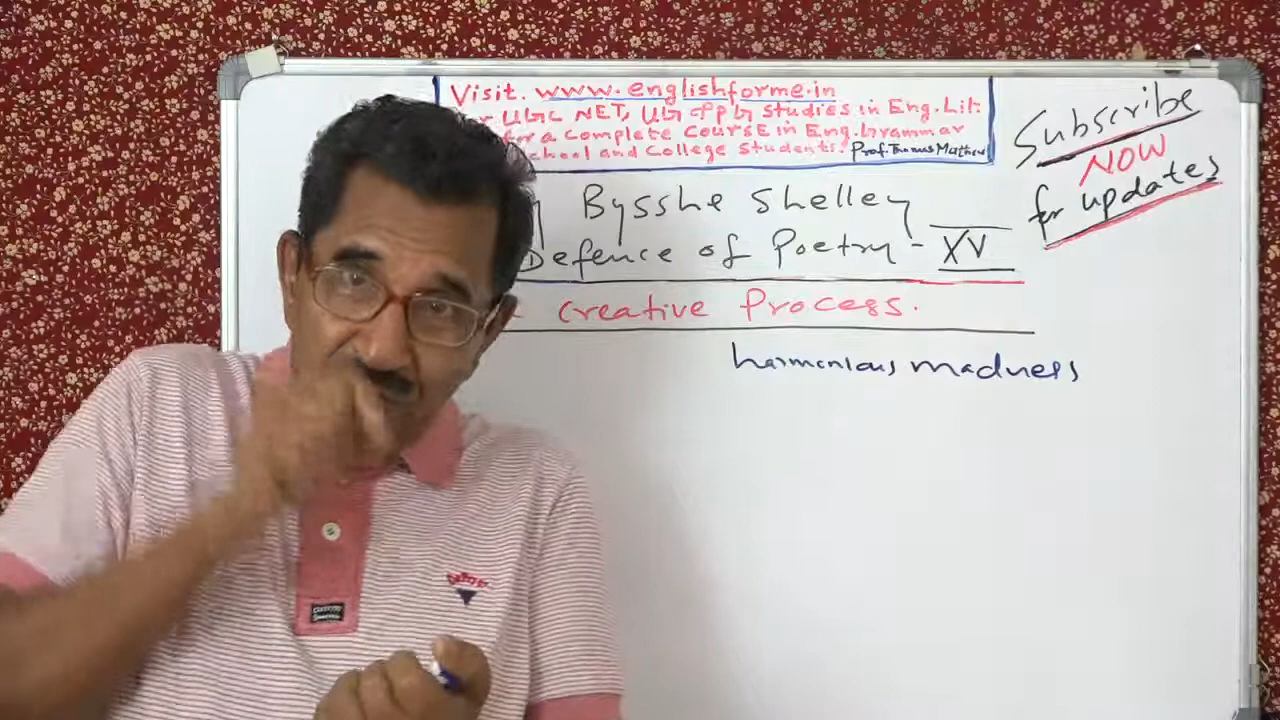 Visit. www.englishforme.in
UGC NET, UG & PG Studies in Eng. Lit.
for a Complete Course in Eng. Grammar
School and College Students. Prof. Thomas Mathew
Bysshe Shelley
Defence of Poetry - XV
Creative Process.
harmonious madness
Subscribe
NOW
for updates